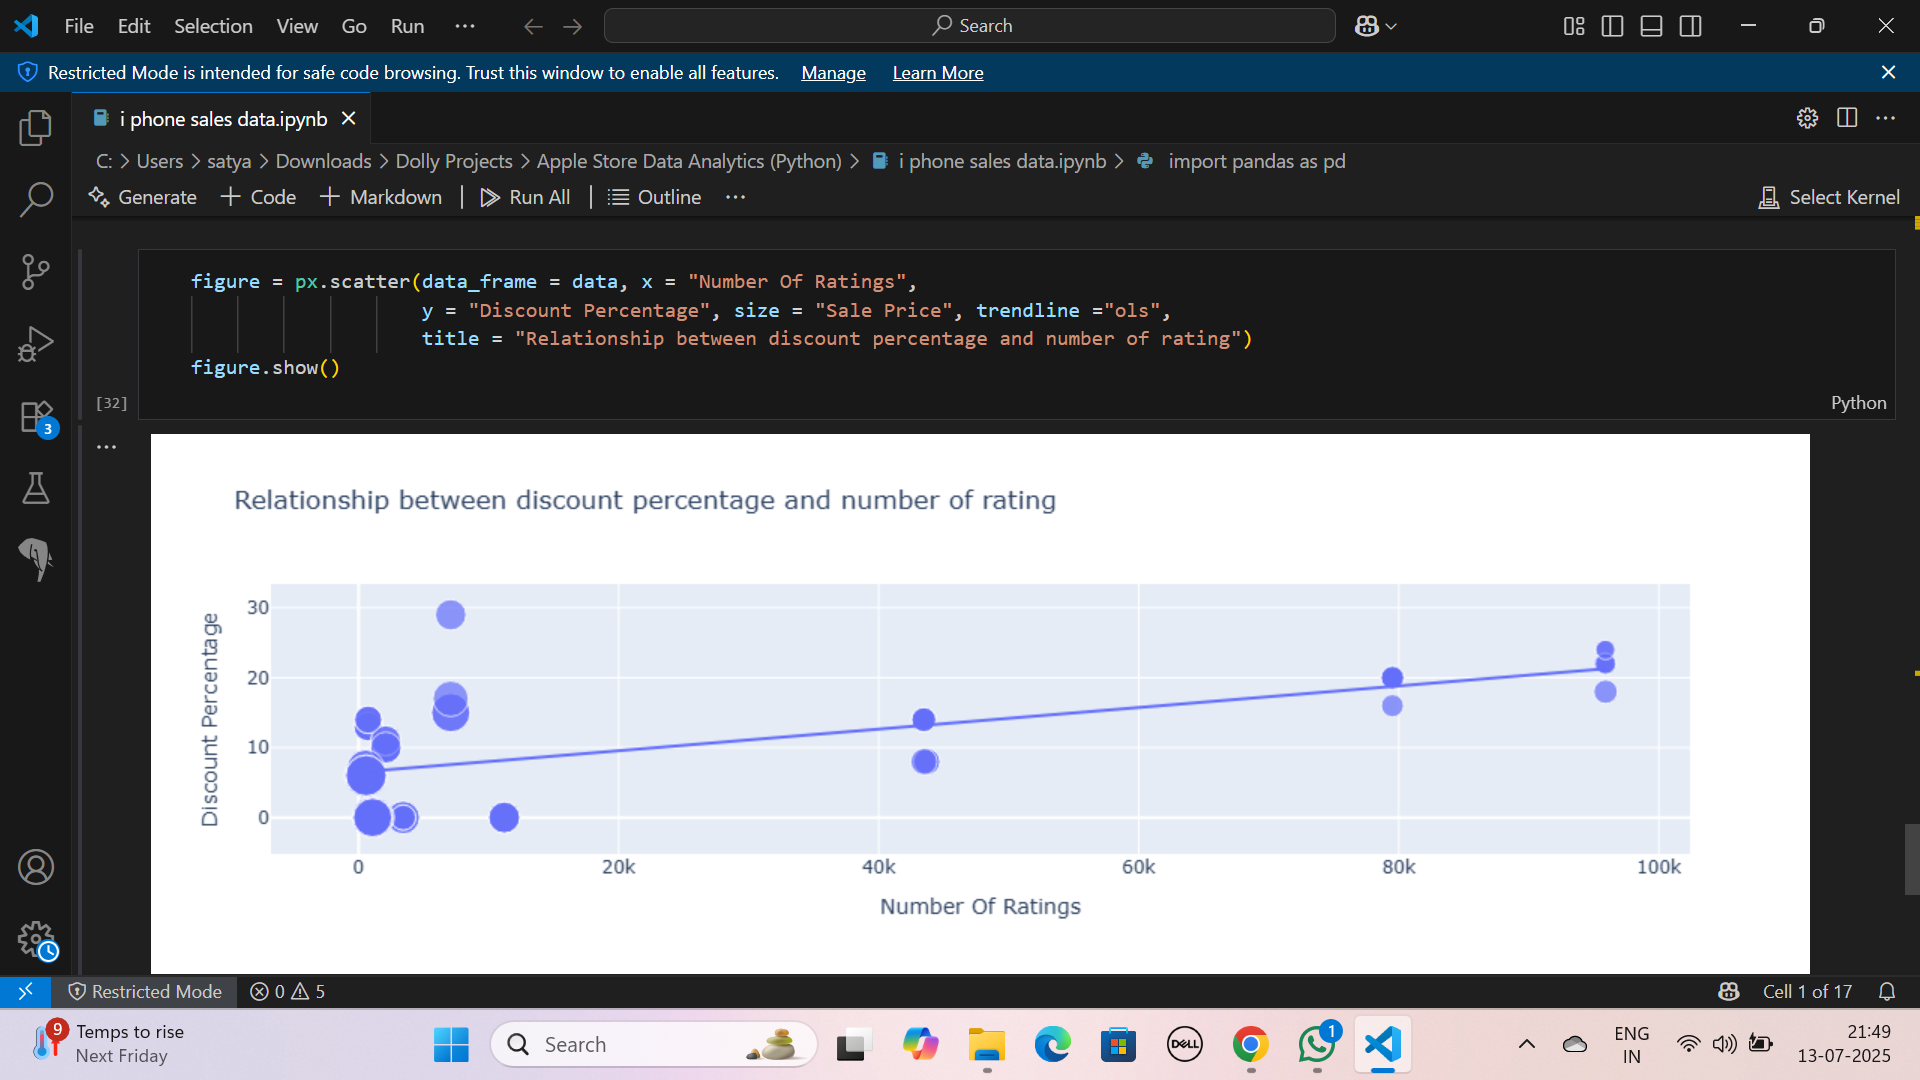 File Edit Selection View Go Run ··· Search
Restricted Mode is intended for safe code browsing. Trust this window to enable all features. Manage Learn More
i phone sales data.ipynb
C: > Users > satya > Downloads > Dolly Projects > Apple Store Data Analytics (Python) > i phone sales data.ipynb > import pandas as pd
Generate + Code + Markdown | Run All | Outline ··· Select Kernel
figure = px.scatter(data_frame = data, x = "Number Of Ratings",
y = "Discount Percentage", size = "Sale Price", trendline ="ols",
title = "Relationship between discount percentage and number of rating")
figure.show()
[32]
Python
Relationship between discount percentage and number of rating
Discount Percentage
30
20
10
0
0 20k 40k 60k 80k 100k
Number Of Ratings
3
Restricted Mode 0 5 Cell 1 of 17
9
Temps to rise
Next Friday
Search
DELL
1
ENG
IN
21:49
13-07-2025